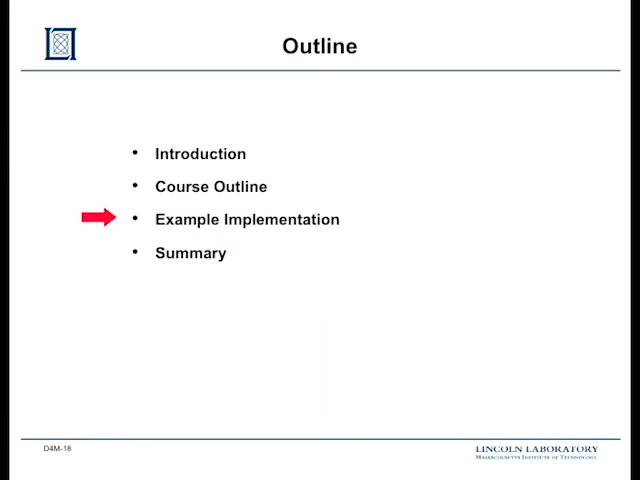 Outline
• Introduction
• Course Outline
• Example Implementation
• Summary
D4M-18
LINCOLN LABORATORY
MASSACHUSETTS INSTITUTE OF TECHNOLOGY